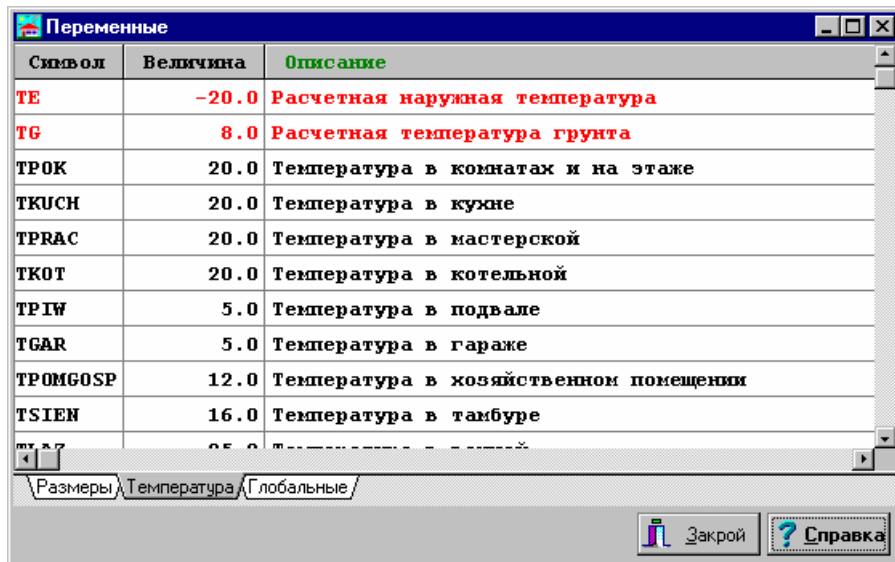 Переменные
Символ Величина Описание
TE -20.0 Расчетная наружная температура
TG 8.0 Расчетная температура грунта
TPOK 20.0 Температура в комнатах и на этаже
TKUCH 20.0 Температура в кухне
TPRAC 20.0 Температура в мастерской
TKOT 20.0 Температура в котельной
TPIW 5.0 Температура в подвале
TGAR 5.0 Температура в гараже
TPOMGOSP 12.0 Температура в хозяйственном помещении
TSIEN 16.0 Температура в тамбуре
Размеры Температура Глобальные
Закрой Справка